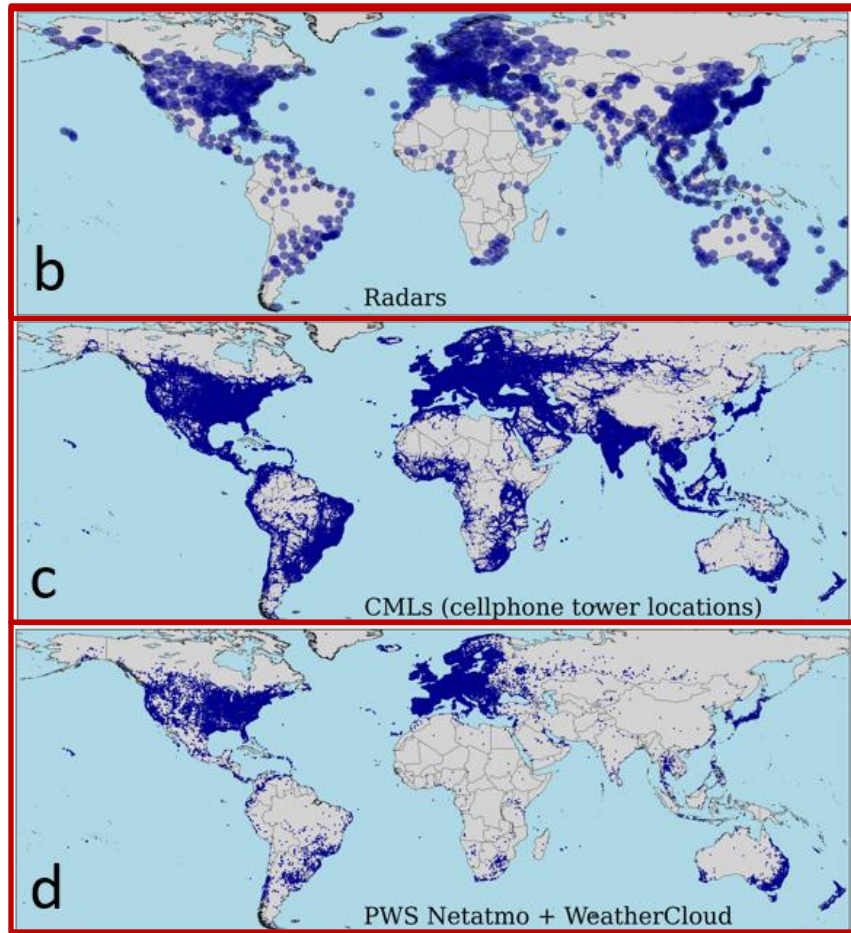 b
Radars
c
CMLs (cellphone tower locations)
d
PWS Netatmo + WeatherCloud